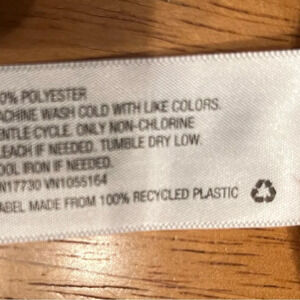 0% POLYESTER
ACHINE WASH COLD WITH LIKE COLORS.
ENTLE CYCLE. ONLY NON-CHLORINE
LEACH IF NEEDED. TUMBLE DRY LOW.
OOL IRON IF NEEDED.
N17730 VN1055164
ABEL MADE FROM 100% RECYCLED PLASTIC